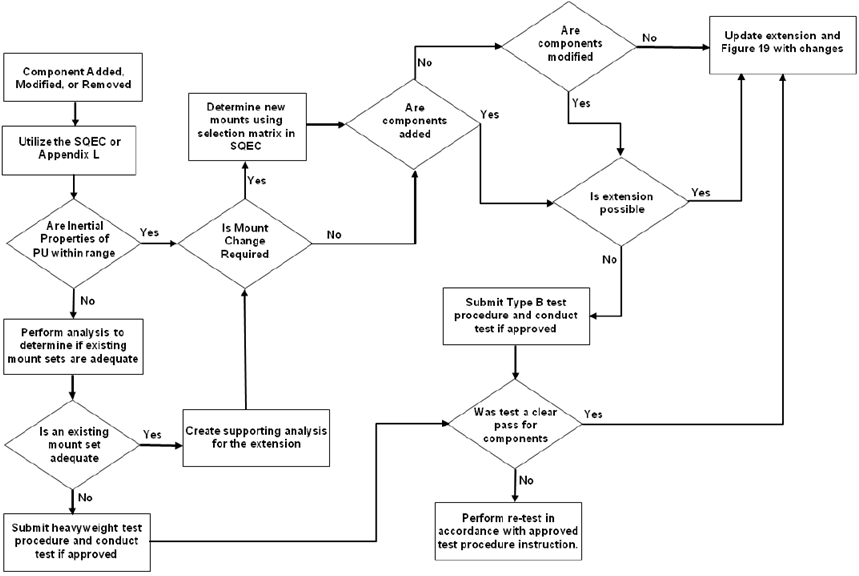 Component Added,
Modified, or Removed
Utilize the SQEC or
Appendix L
Are Inertial
Properties of
PU within range
Yes
No
Perform analysis to
determine if existing
mount sets are adequate
Is an existing
mount set
adequate
Yes
No
Submit heavyweight test
procedure and conduct
test if approved
Create supporting analysis
for the extension
Is Mount
Change
Required
Yes
No
Determine new
mounts using
selection matrix in
SQEC
Are
components
added
No
Yes
Are
components
modified
No
Yes
Is extension
possible
Yes
No
Update extension and
Figure 19 with changes
Submit Type B test
procedure and conduct
test if approved
Was test a clear
pass for
components
Yes
No
Perform re-test in
accordance with approved
test procedure instruction.